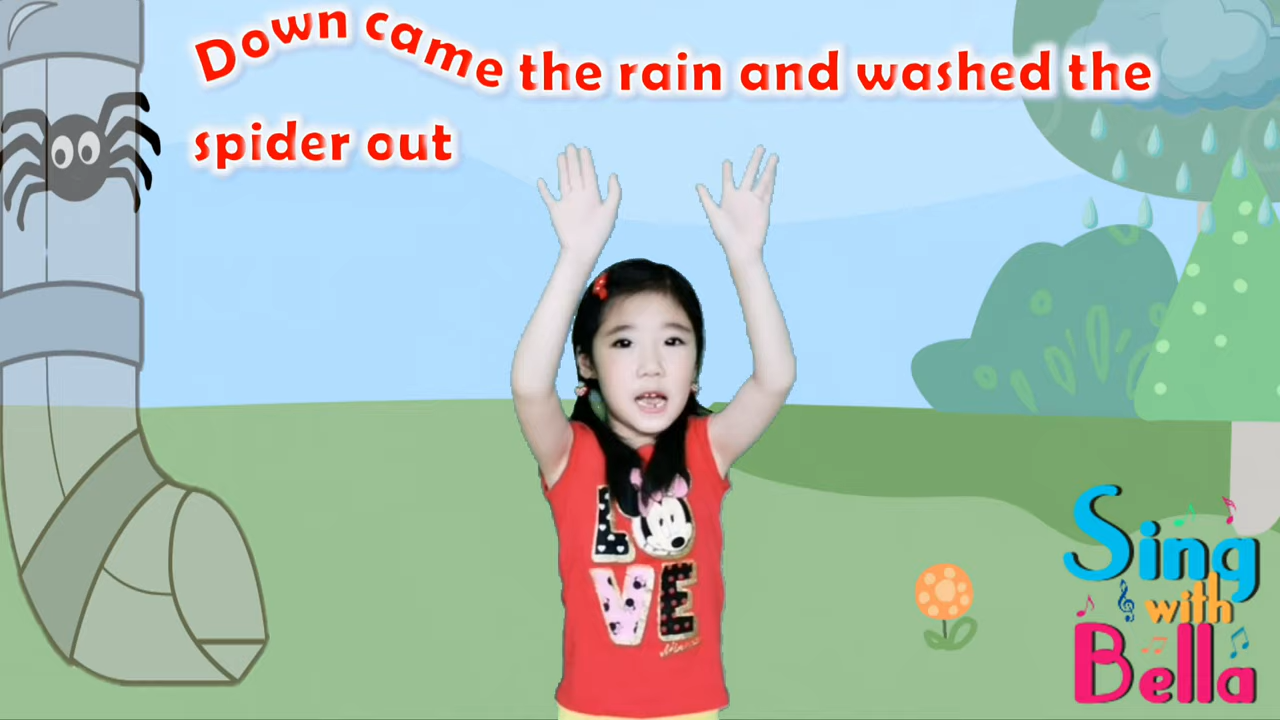 Down came the rain and washed the
spider out
LOVE
Sing
with
Bella